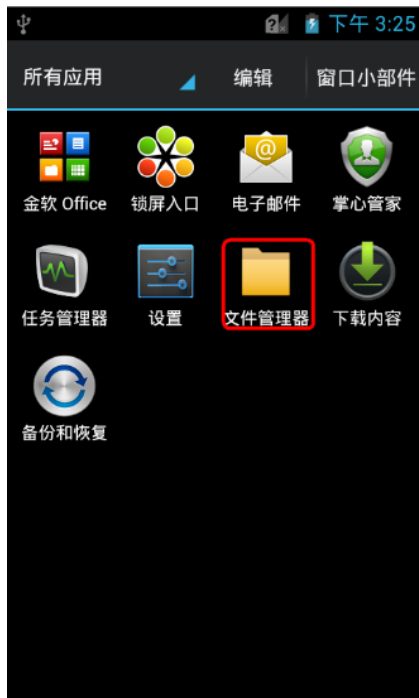 下午 3:25
所有应用 编辑 窗口小部件
金软 Office 锁屏入口 电子邮件 掌心管家
任务管理器 设置 文件管理器 下载内容
备份和恢复